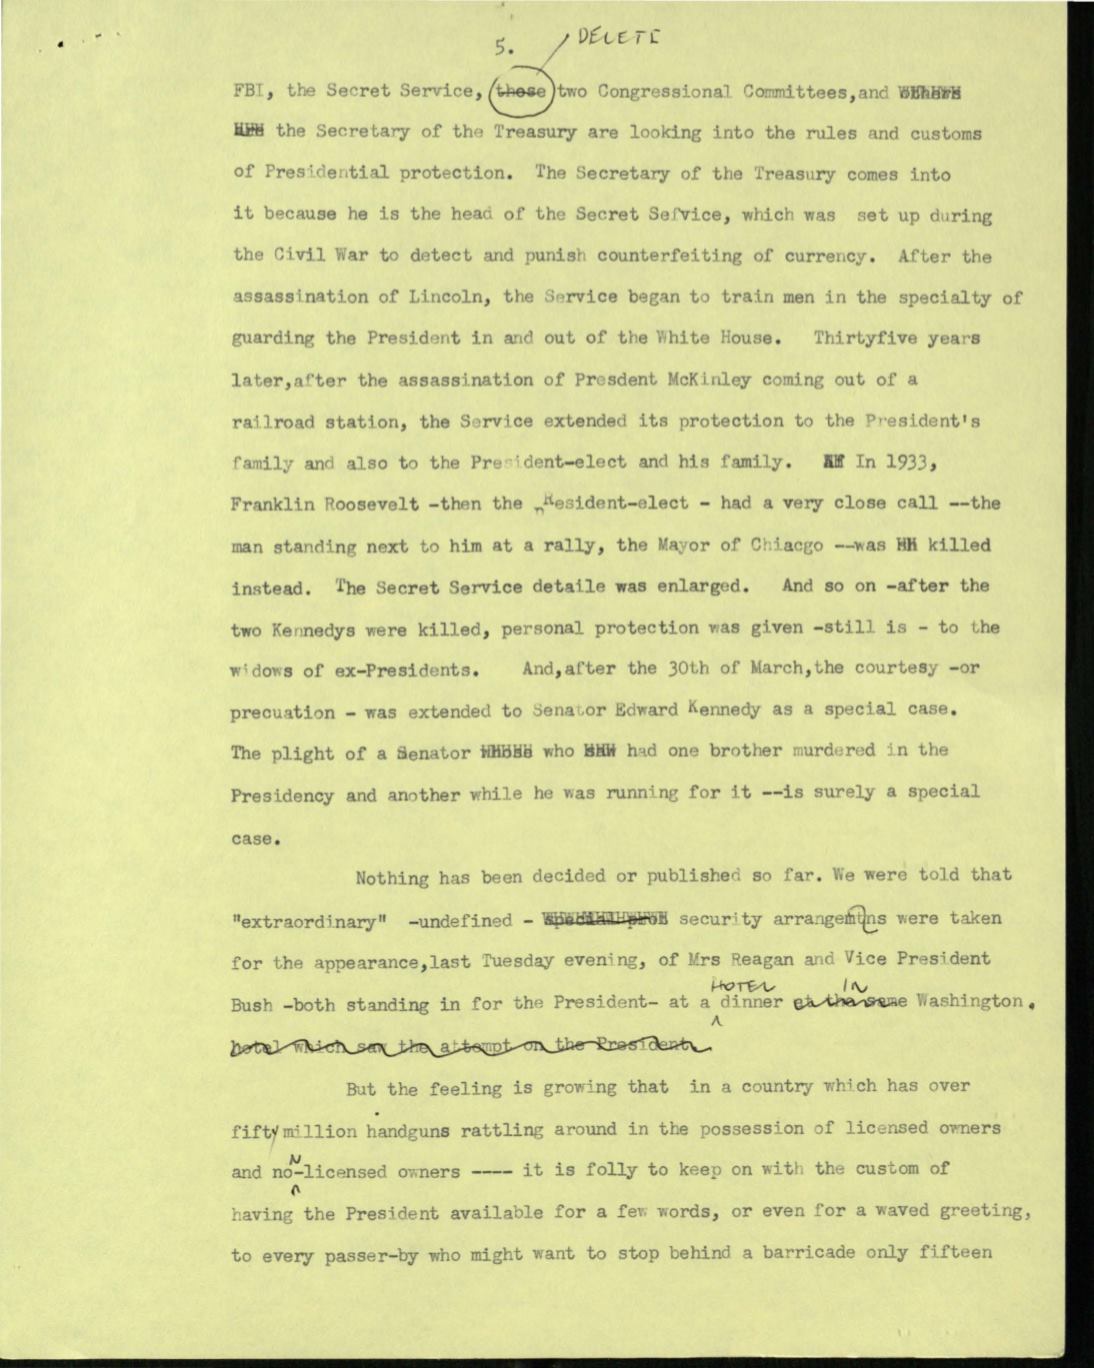 5. DELETE
FBI, the Secret Service, these two Congressional Committees,and
the Secretary of the Treasury are looking into the rules and customs
of Presidential protection. The Secretary of the Treasury comes into
it because he is the head of the Secret Sefvice, which was set up during
the Civil War to detect and punish counterfeiting of currency. After the
assassination of Lincoln, the Service began to train men in the specialty of
guarding the President in and out of the White House. Thirtyfive years
later,after the assassination of Presdent McKinley coming out of a
railroad station, the Service extended its protection to the President's
family and also to the President-elect and his family. In 1933,
Franklin Roosevelt -then the Resident-elect - had a very close call --the
man standing next to him at a rally, the Mayor of Chiacgo --was killed
instead. The Secret Service detaile was enlarged. And so on -after the
two Kennedys were killed, personal protection was given -still is - to the
widows of ex-Presidents. And,after the 30th of March,the courtesy -or
precuation - was extended to Senator Edward Kennedy as a special case.
The plight of a Senator who had one brother murdered in the
Presidency and another while he was running for it --is surely a special
case.
Nothing has been decided or published so far. We were told that
"extraordinary" -undefined - security arrangemtns were taken
for the appearance,last Tuesday evening, of Mrs Reagan and Vice President
HOTEL IN
Bush -both standing in for the President- at a dinner at the same Washington.
hotel which saw the attempt on the President.
But the feeling is growing that in a country which has over
fifty million handguns rattling around in the possession of licensed owners
N
and no-licensed owners ---- it is folly to keep on with the custom of
having the President available for a few words, or even for a waved greeting,
to every passer-by who might want to stop behind a barricade only fifteen